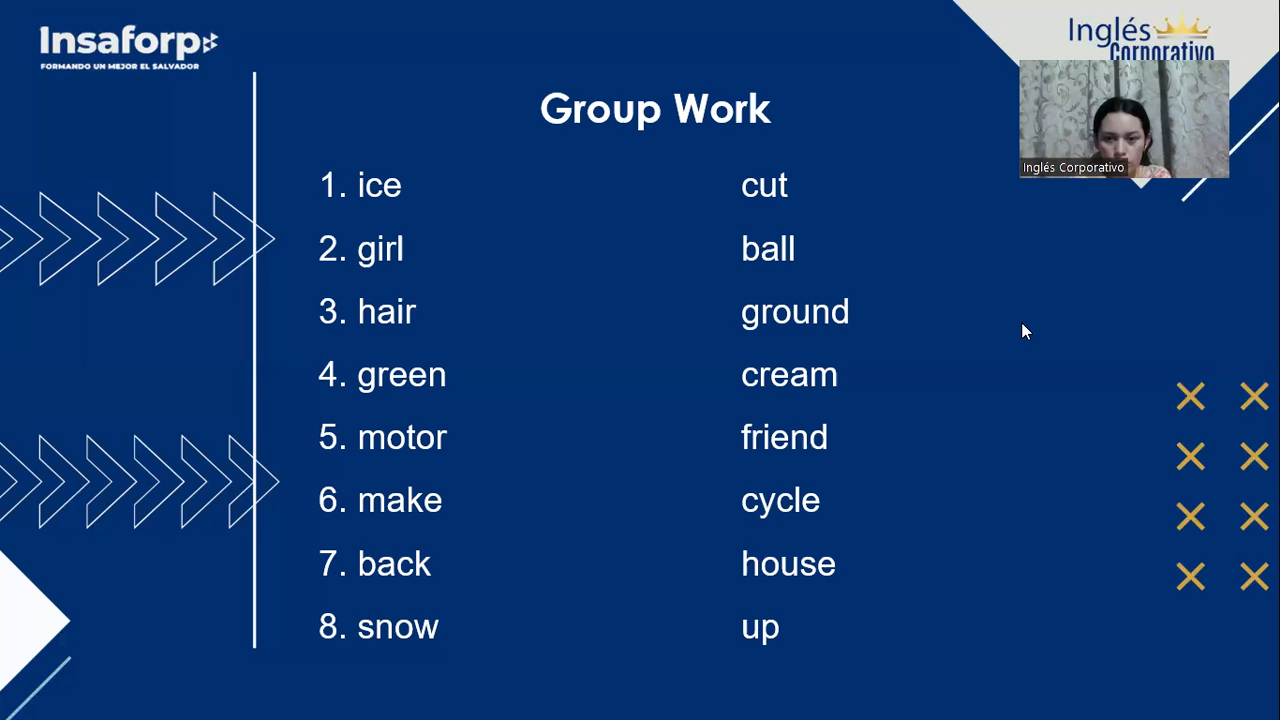 Insaforp
FORMANDO UN MEJOR EL SALVADOR
Inglés
Corporativo
Inglés Corporativo
Group Work
1. ice cut
2. girl ball
3. hair ground
4. green cream
5. motor friend
6. make cycle
7. back house
8. snow up